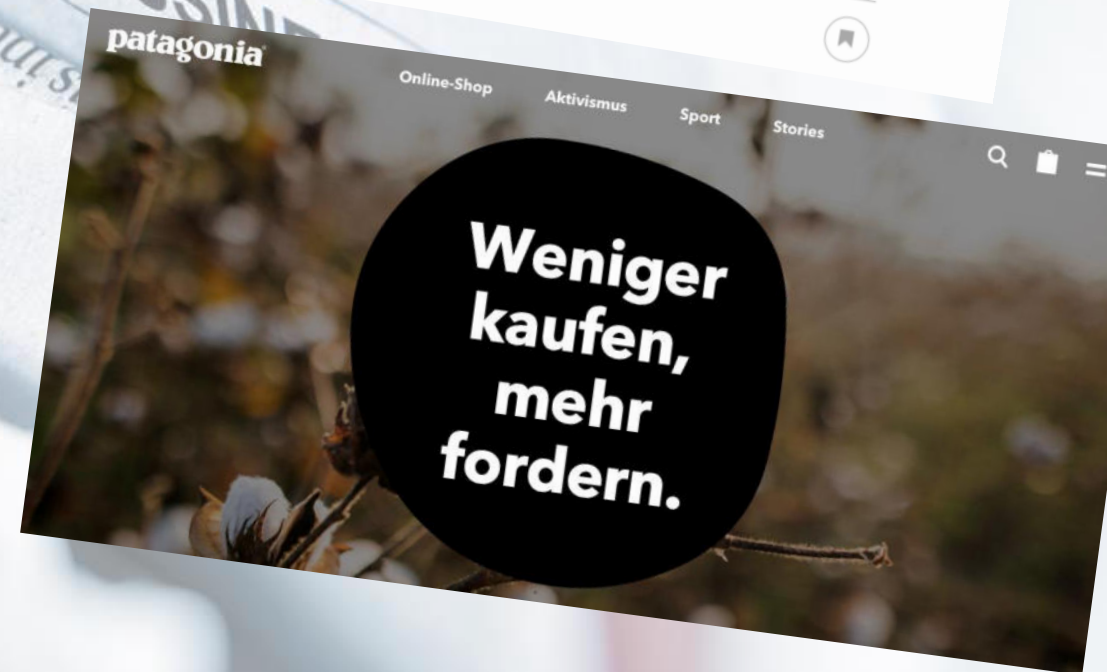 patagonia
Online-Shop
Aktivismus
Sport
Stories
Weniger
kaufen,
mehr
fordern.